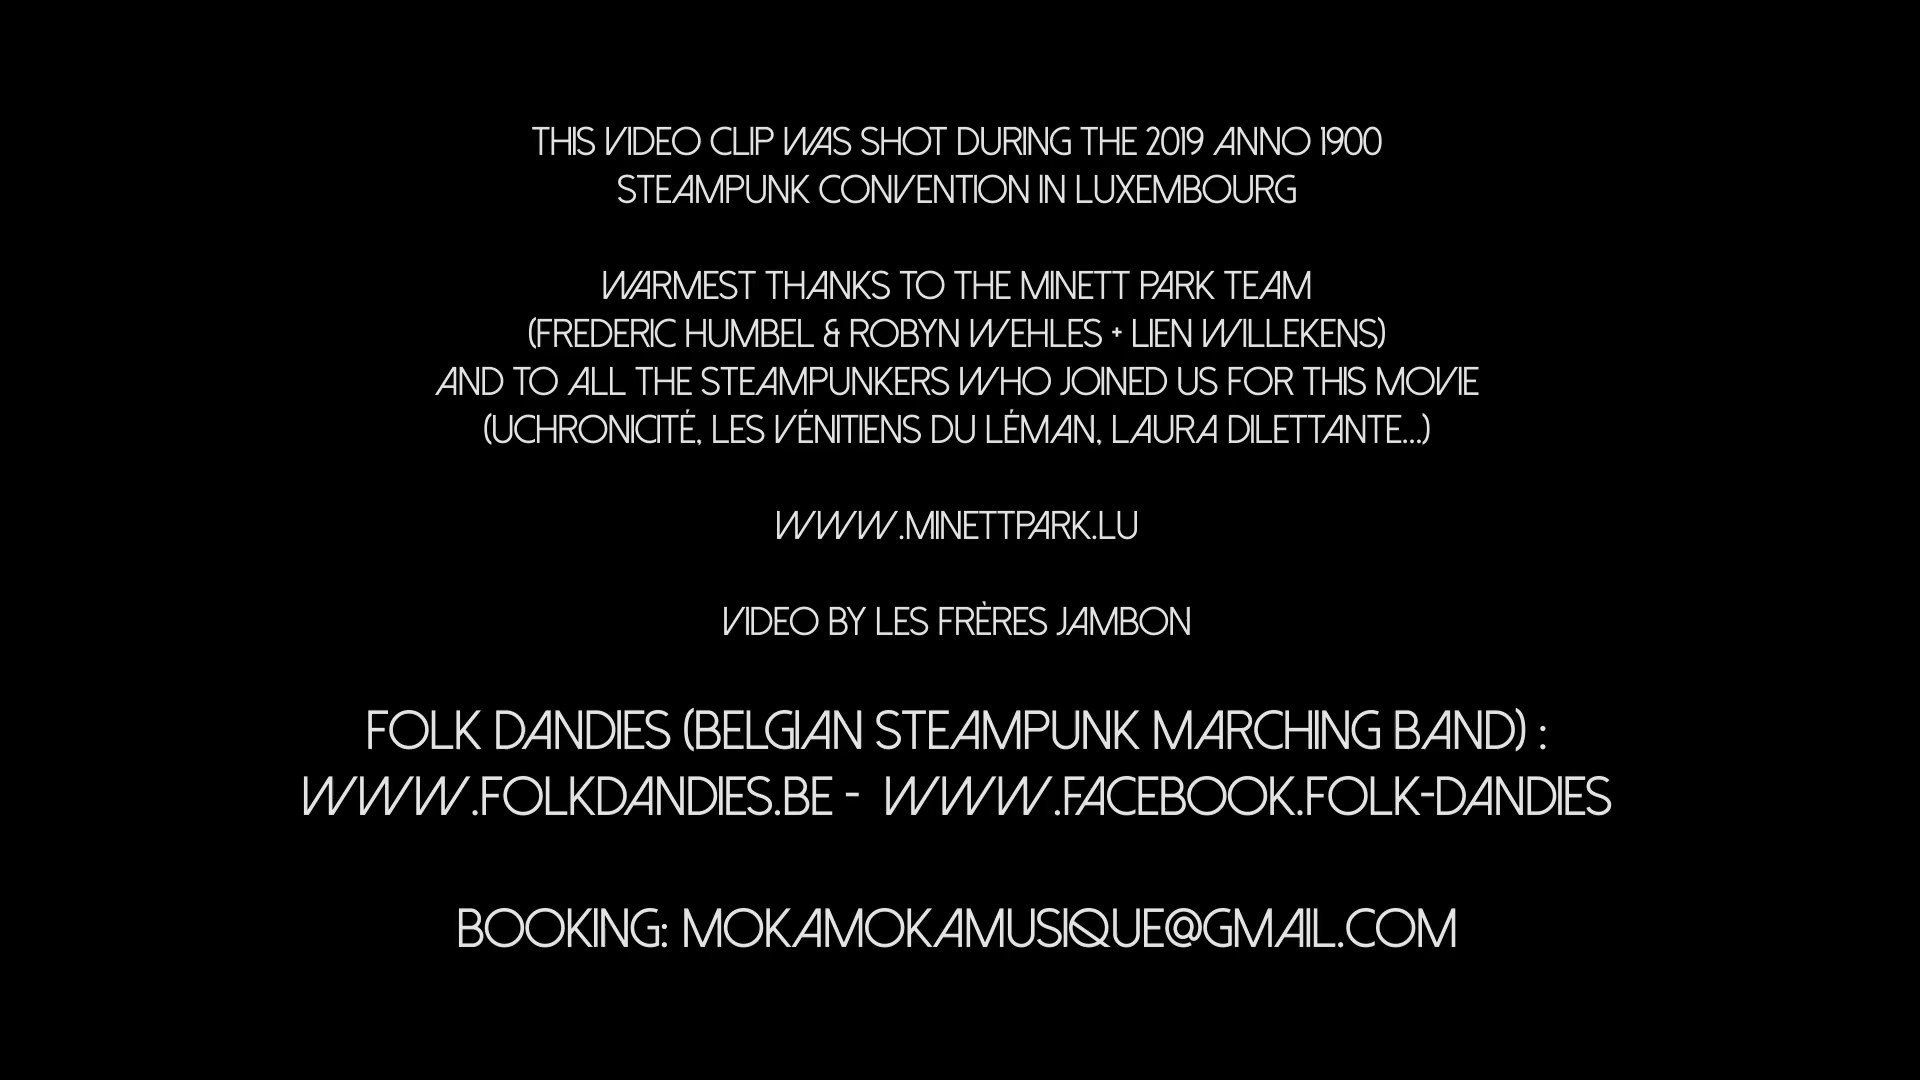 THIS VIDEO CLIP WAS SHOT DURING THE 2019 ANNO 1900
STEAMPUNK CONVENTION IN LUXEMBOURG
WARMEST THANKS TO THE MINETT PARK TEAM
(FREDERIC HUMBEL & ROBYN WEHLES + LIEN WILLEKENS)
AND TO ALL THE STEAMPUNKERS WHO JOINED US FOR THIS MOVIE
(UCHRONICITÉ, LES VÉNITIENS DU LÉMAN, LAURA DILETTANTE...)
WWW.MINETTPARK.LU
VIDEO BY LES FRÈRES JAMBON
FOLK DANDIES (BELGIAN STEAMPUNK MARCHING BAND) :
WWW.FOLKDANDIES.BE - WWW.FACEBOOK.FOLK-DANDIES
BOOKING: MOKAMOKAMUSIQUE@GMAIL.COM